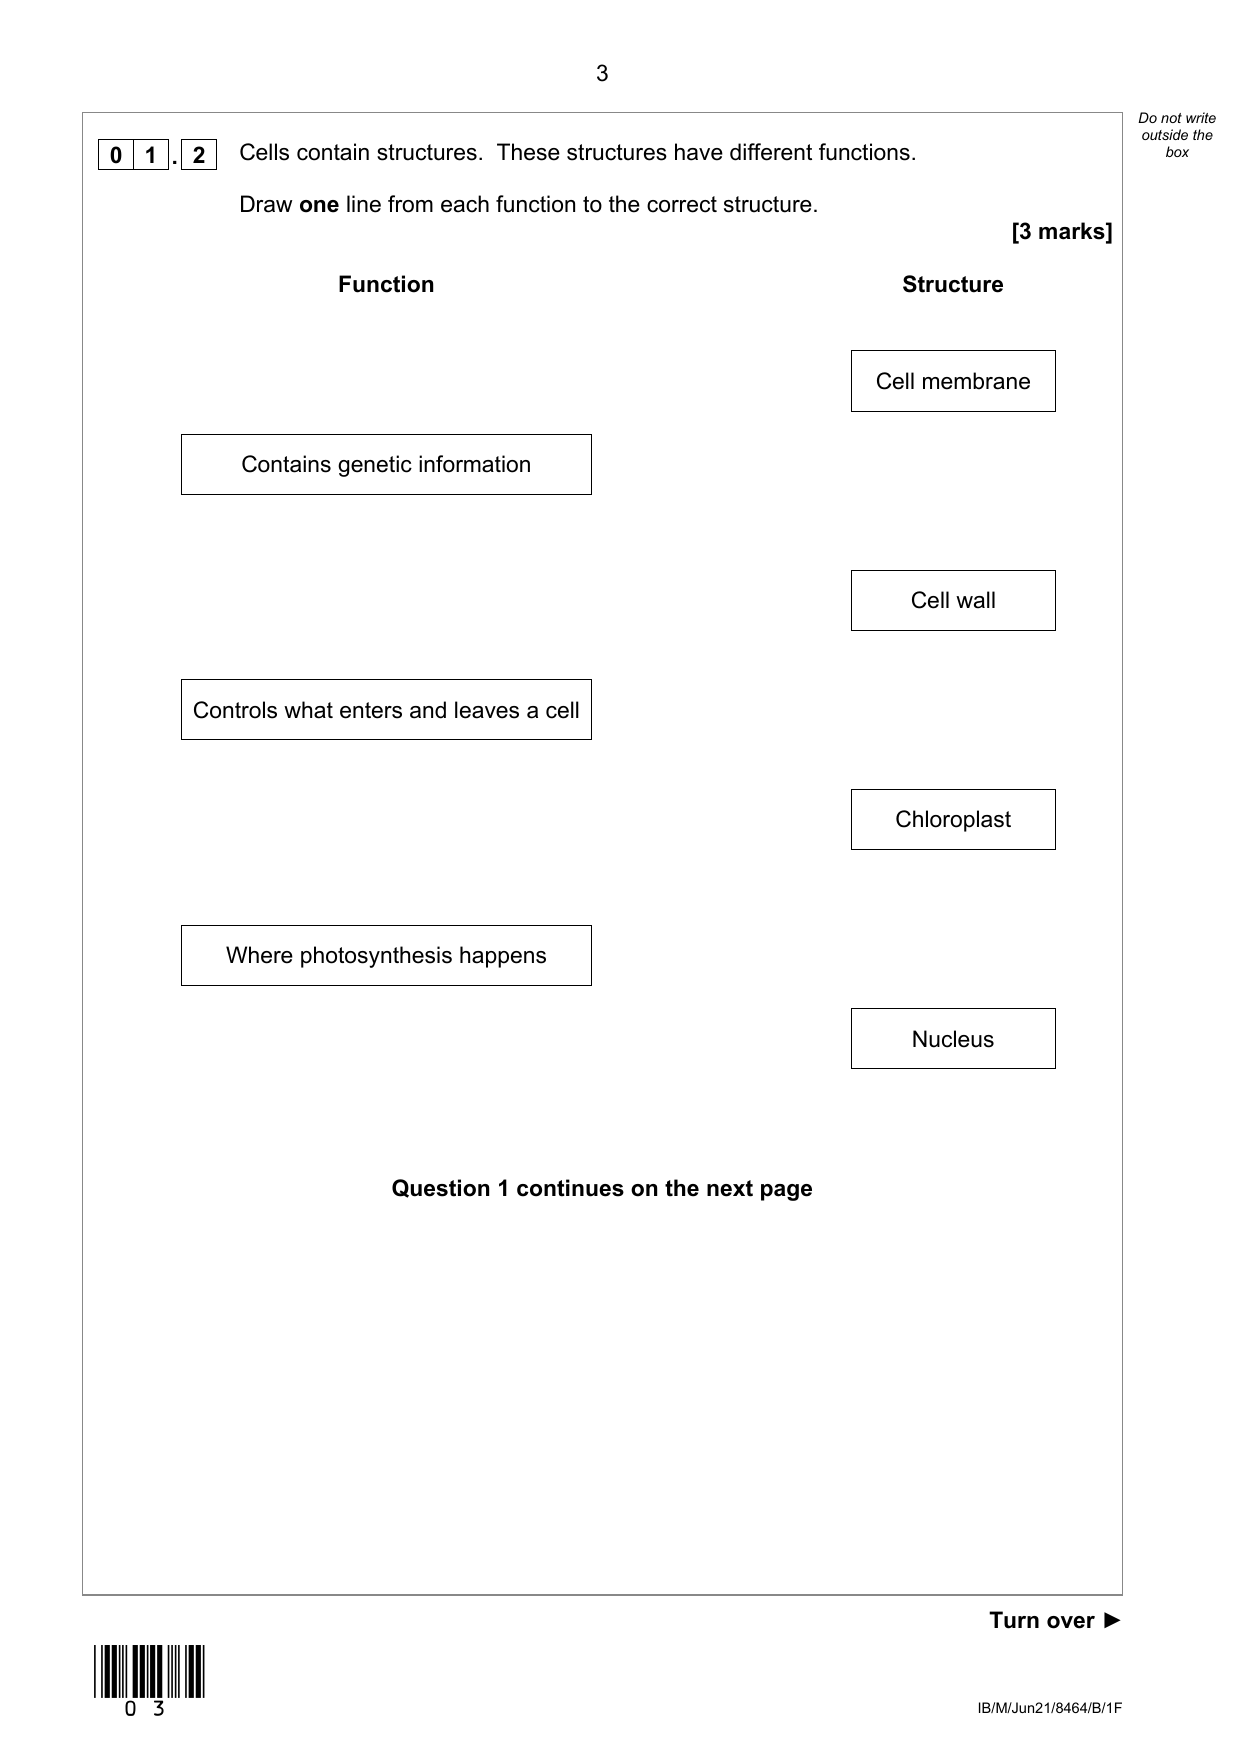 3
Do not write
outside the
box
0 1 . 2 Cells contain structures.  These structures have different functions.
Draw one line from each function to the correct structure.
[3 marks]
Function Structure
Cell membrane
Contains genetic information
Cell wall
Controls what enters and leaves a cell
Chloroplast
Where photosynthesis happens
Nucleus
Question 1 continues on the next page
Turn over ►
0 3
IB/M/Jun21/8464/B/1F